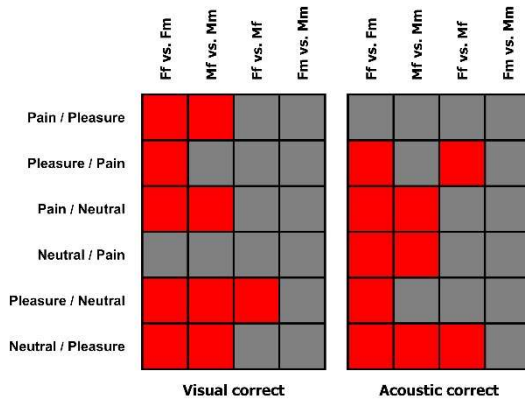 Ff vs. Fm
Mf vs. Mm
Ff vs. Mf
Fm vs. Mm
Ff vs. Fm
Mf vs. Mm
Ff vs. Mf
Fm vs. Mm
Pain / Pleasure
Pleasure / Pain
Pain / Neutral
Neutral / Pain
Pleasure / Neutral
Neutral / Pleasure
Visual correct
Acoustic correct